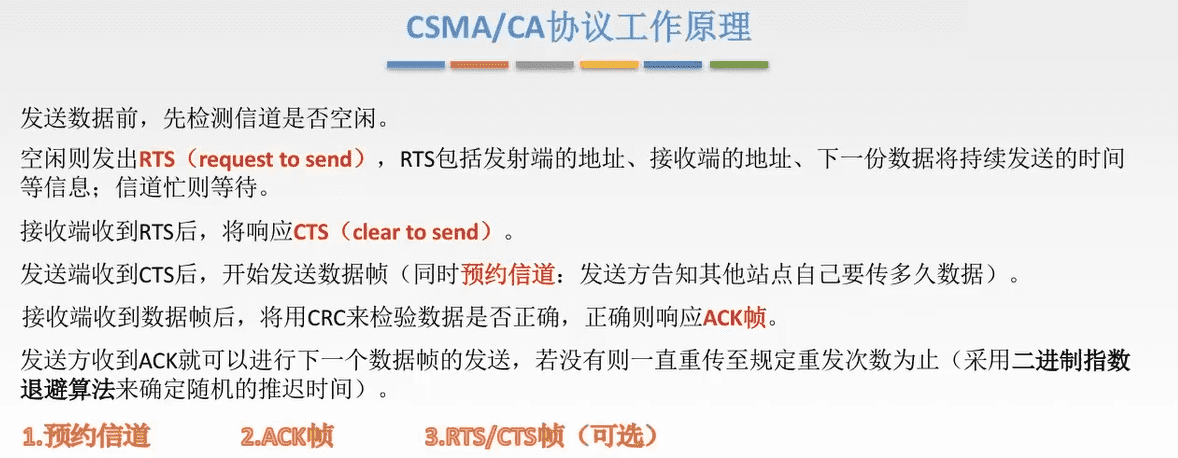 CSMA/CA协议工作原理
发送数据前，先检测信道是否空闲。
空闲则发出RTS（request to send），RTS包括发射端的地址、接收端的地址、下一份数据将持续发送的时间
等信息；信道忙则等待。
接收端收到RTS后，将响应CTS（clear to send）。
发送端收到CTS后，开始发送数据帧（同时预约信道：发送方告知其他站点自己要传多久数据）。
接收端收到数据帧后，将用CRC来检验数据是否正确，正确则响应ACK帧。
发送方收到ACK就可以进行下一个数据帧的发送，若没有则一直重传至规定重发次数为止（采用二进制指数
退避算法来确定随机的推迟时间）。
1.预约信道 2.ACK帧 3.RTS/CTS帧（可选）